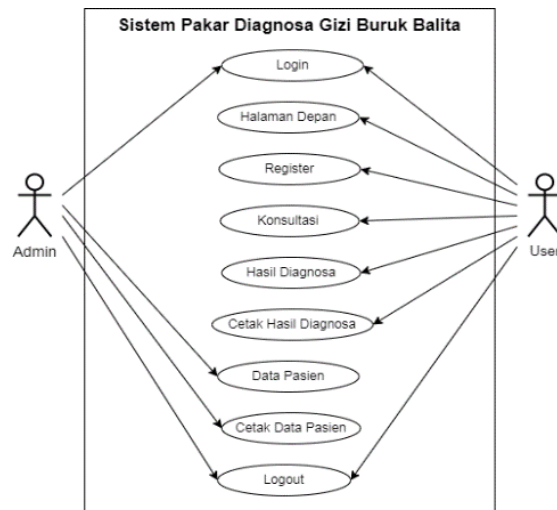 Sistem Pakar Diagnosa Gizi Buruk Balita
Login
Halaman Depan
Register
Konsultasi
Admin
User
Hasil Diagnosa
Cetak Hasil Diagnosa
Data Pasien
Cetak Data Pasien
Logout